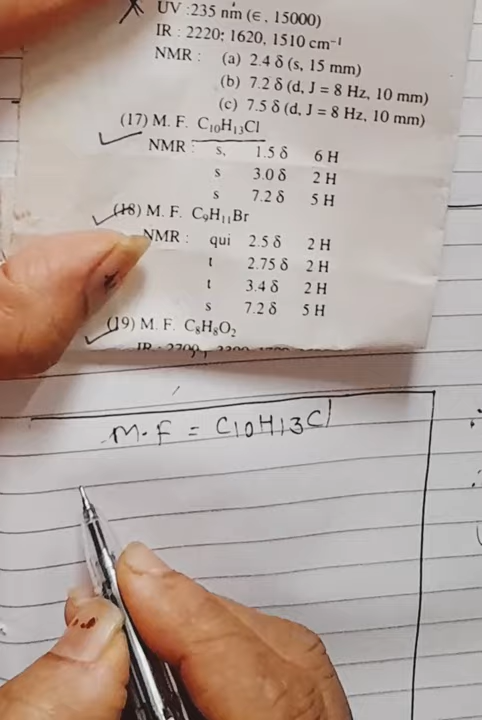 UV :235 nm (ϵ, 15000)
IR : 2220; 1620, 1510 cm⁻¹
NMR : (a) 2.4 δ (s, 15 mm)
(b) 7.2 δ (d, J = 8 Hz, 10 mm)
(c) 7.5 δ (d, J = 8 Hz, 10 mm)
(17) M. F. C₁₀H₁₃Cl
NMR : s, 1.5 δ 6 H
s 3.0 δ 2 H
s 7.2 δ 5 H
(18) M. F. C₉H₁₁Br
NMR : qui 2.5 δ 2 H
t 2.75 δ 2 H
t 3.4 δ 2 H
s 7.2 δ 5 H
(19) M. F. C₈H₈O₂
M.F = C10H13Cl